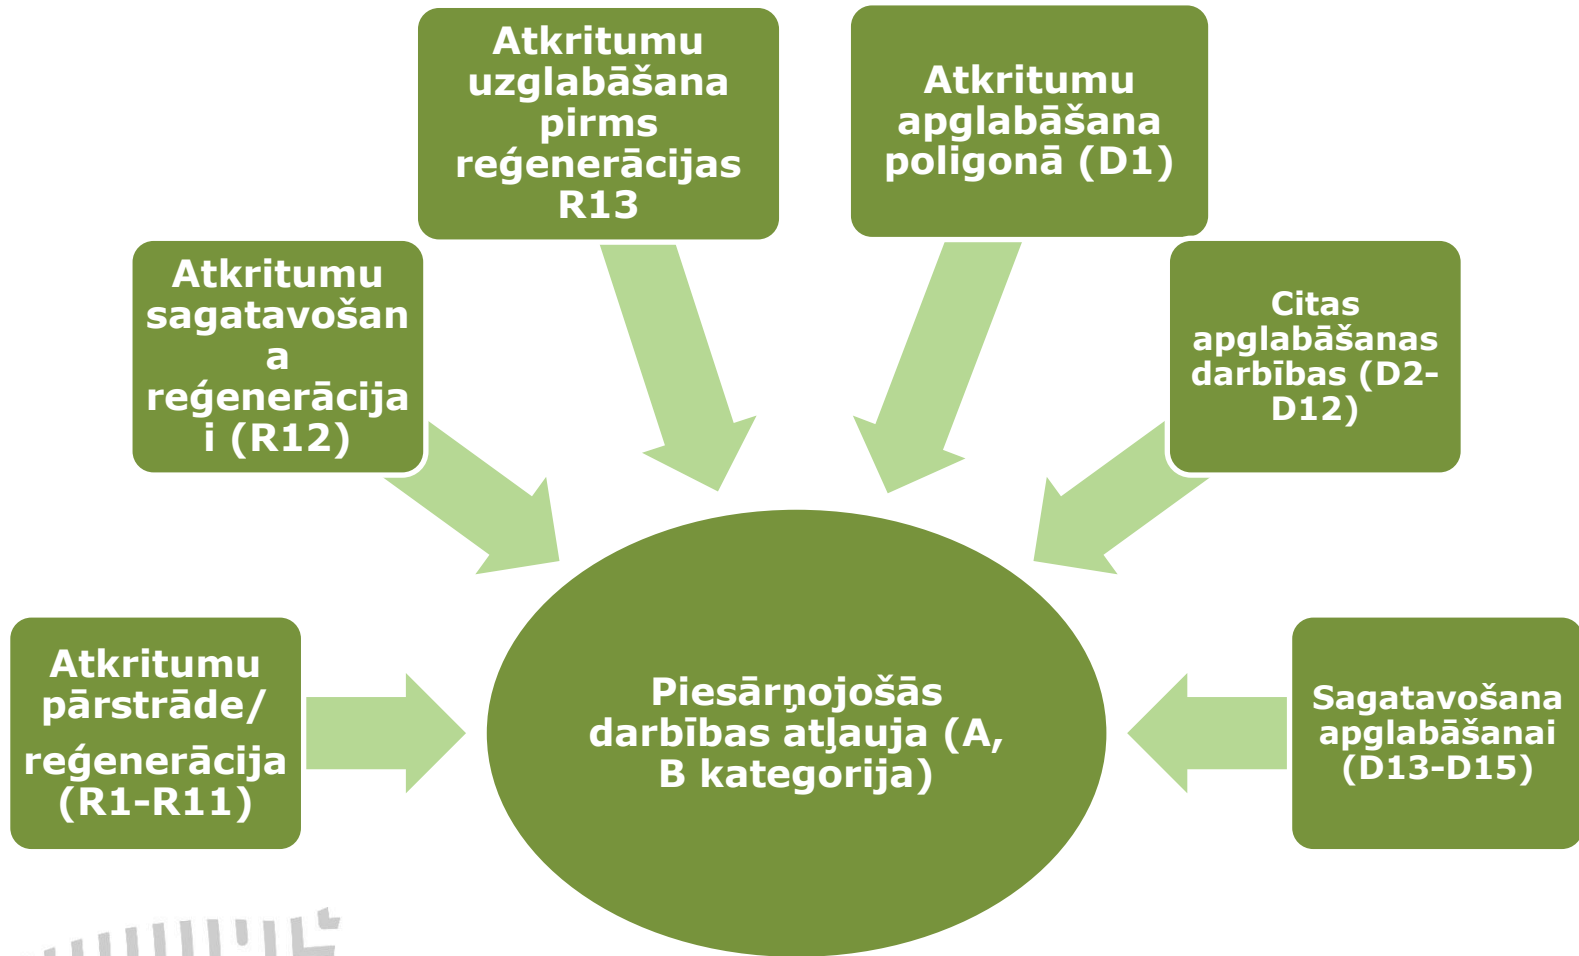 Atkritumu
uzglabāšana
pirms
reģenerācijas
R13
Atkritumu
apglabāšana
poligonā (D1)
Atkritumu
sagatavošan
a
reģenerācija
i (R12)
Citas
apglabāšanas
darbības (D2-
D12)
Atkritumu
pārstrāde/
reģenerācija
(R1-R11)
Piesārņojošās
darbības atļauja (A,
B kategorija)
Sagatavošana
apglabāšanai
(D13-D15)